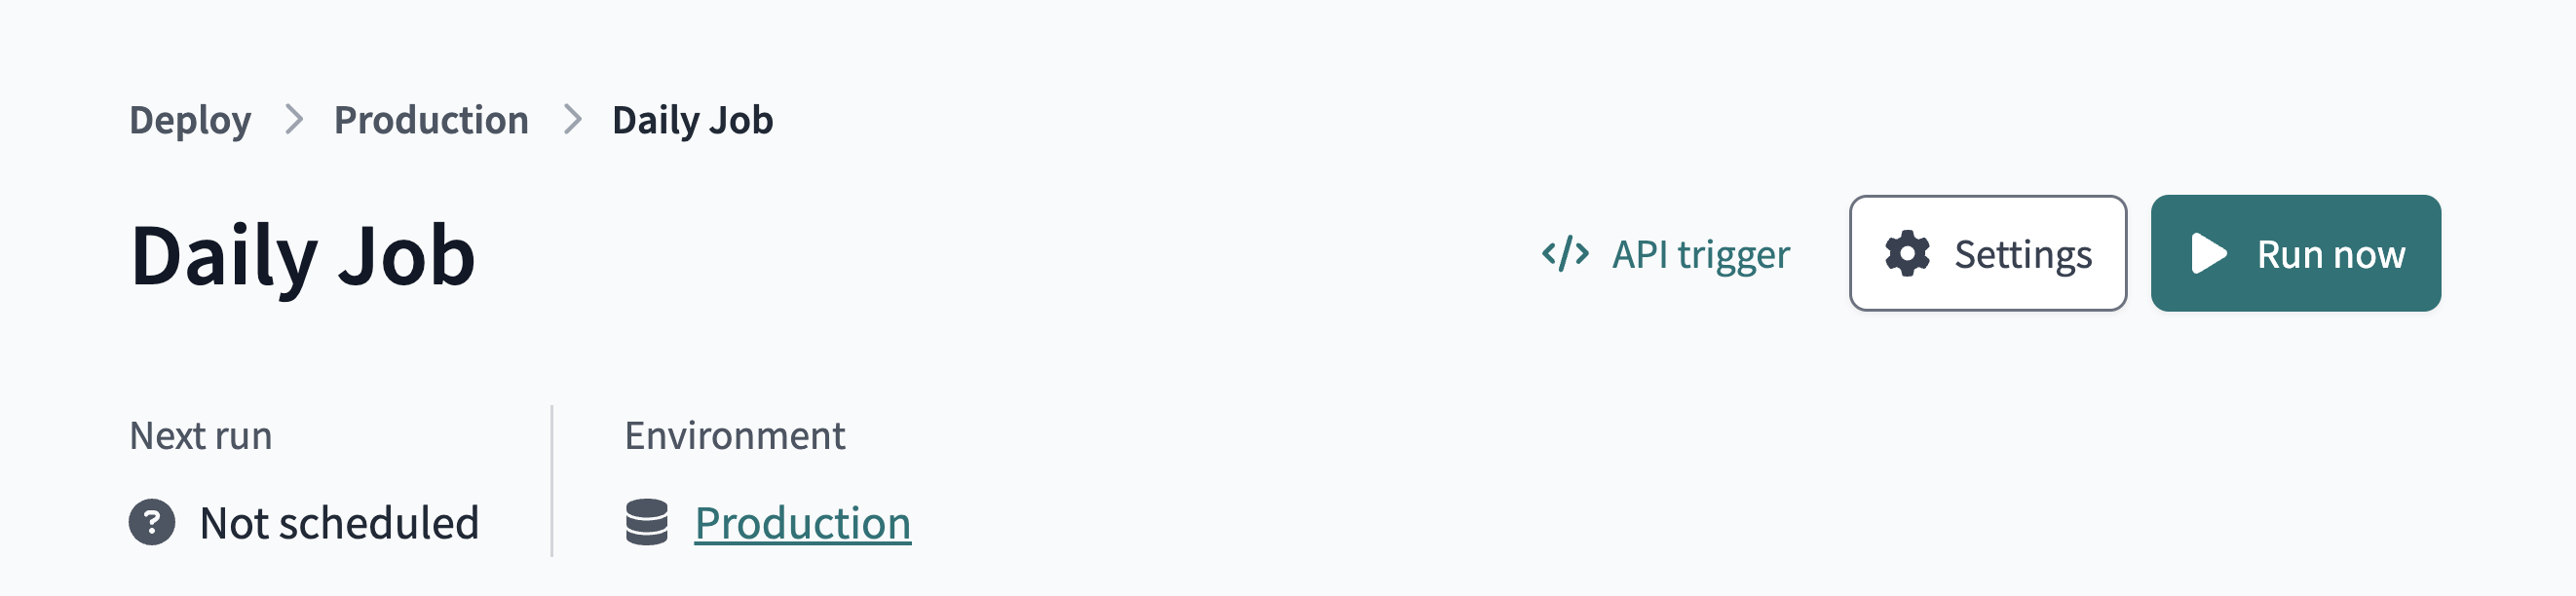 Deploy > Production > Daily Job
Daily Job
</> API trigger
Settings
Run now
Next run
Environment
Not scheduled
Production